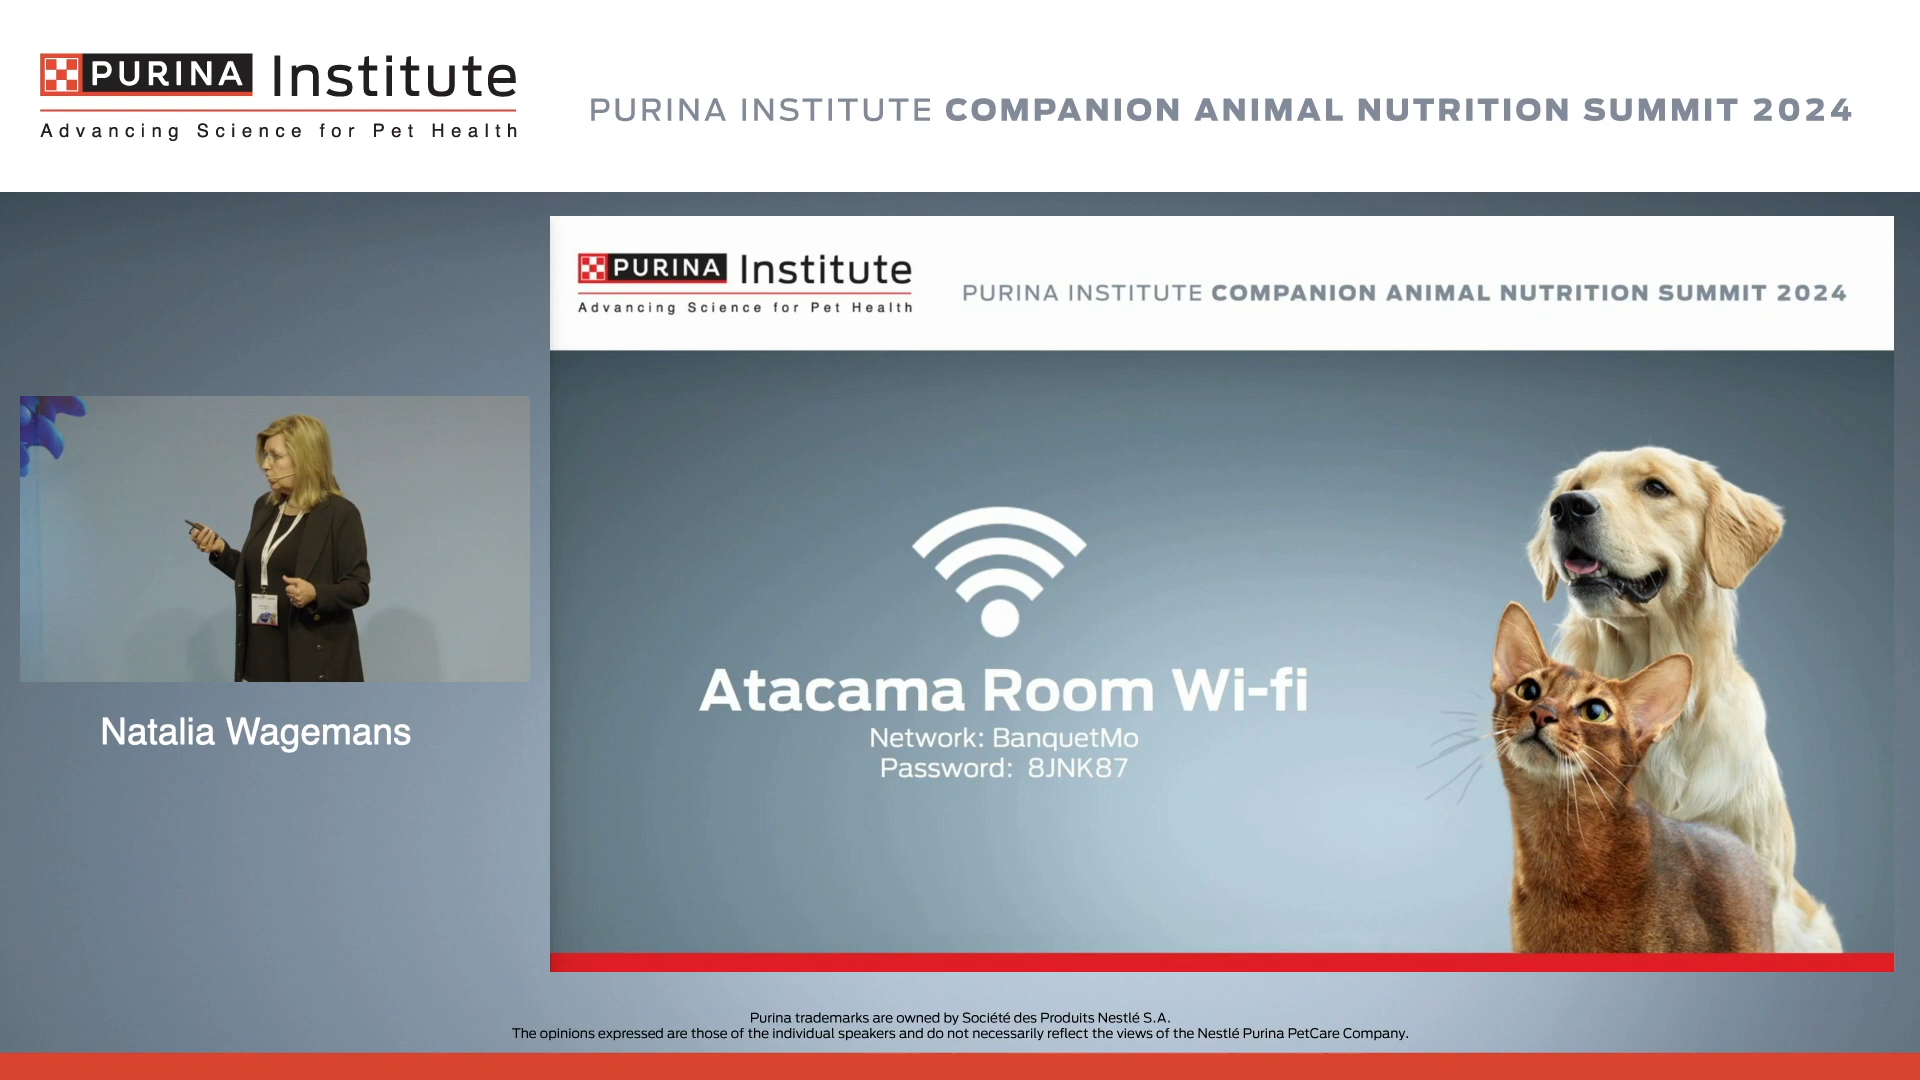 PURINA Institute
Advancing Science for Pet Health
PURINA INSTITUTE COMPANION ANIMAL NUTRITION SUMMIT 2024
PURINA Institute
Advancing Science for Pet Health
PURINA INSTITUTE COMPANION ANIMAL NUTRITION SUMMIT 2024
Atacama Room Wi-fi
Network: BanquetMo
Password: 8JNK87
Natalia Wagemans
Purina trademarks are owned by Société des Produits Nestlé S.A.
The opinions expressed are those of the individual speakers and do not necessarily reflect the views of the Nestlé Purina PetCare Company.